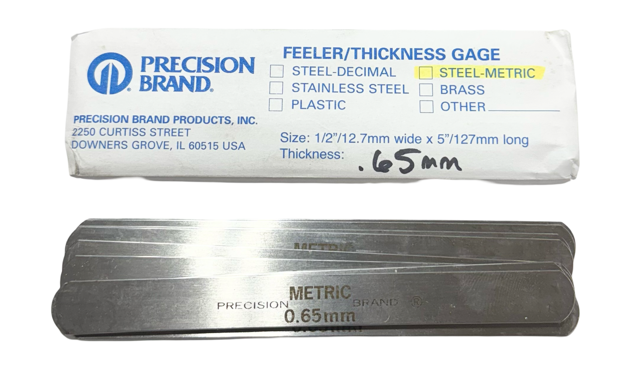 PRECISION
BRAND®
FEELER/THICKNESS GAGE
STEEL-DECIMAL STEEL-METRIC
STAINLESS STEEL BRASS
PLASTIC OTHER
PRECISION BRAND PRODUCTS, INC.
2250 CURTISS STREET
DOWNERS GROVE, IL 60515 USA
Size: 1/2"/12.7mm wide x 5"/127mm long
Thickness: .65mm
METRIC
METRIC
PRECISION BRAND
0.65mm